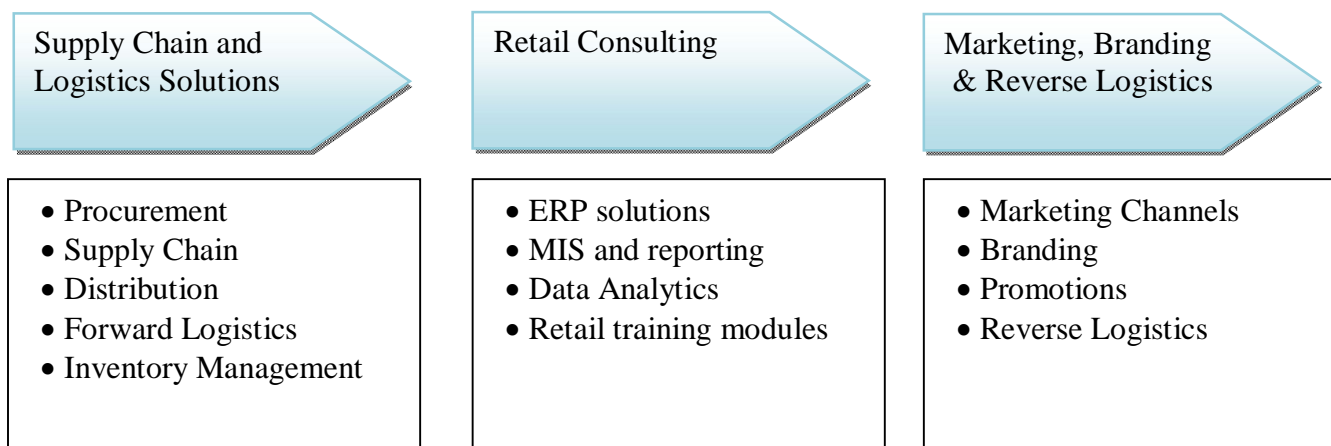 Supply Chain and
Logistics Solutions
• Procurement
• Supply Chain
• Distribution
• Forward Logistics
• Inventory Management
Retail Consulting
• ERP solutions
• MIS and reporting
• Data Analytics
• Retail training modules
Marketing, Branding
& Reverse Logistics
• Marketing Channels
• Branding
• Promotions
• Reverse Logistics